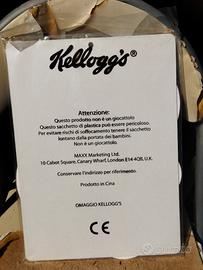 Kellogg's®
Attenzione:
Questo prodotto non è un giocattolo
Questo sacchetto di plastica può essere pericoloso.
Per evitare rischi di soffocamento tenere il sacchetto
lontano dalla portata dei bambini.
Non è un giocattolo.
MAXX Marketing Ltd.
10 Cabot Square, Canary Wharf, London E14 4QB, U.K.
Conservare l'indirizzo per riferimento.
Prodotto in Cina
OMAGGIO KELLOGG'S
CE